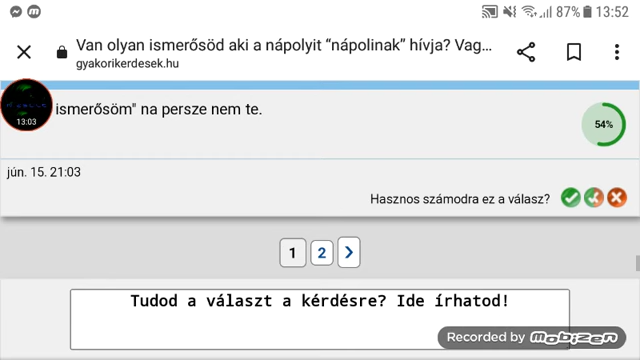 87% 13:52
Van olyan ismerősöd aki a nápolyit “nápolinak” hívja? Vag...
gyakorikerdesek.hu
13:03
ismerősöm" na persze nem te.
54%
jún. 15. 21:03
Hasznos számodra ez a válasz?
1 2
Tudod a választ a kérdésre? Ide írhatod!
Recorded by Mobizen